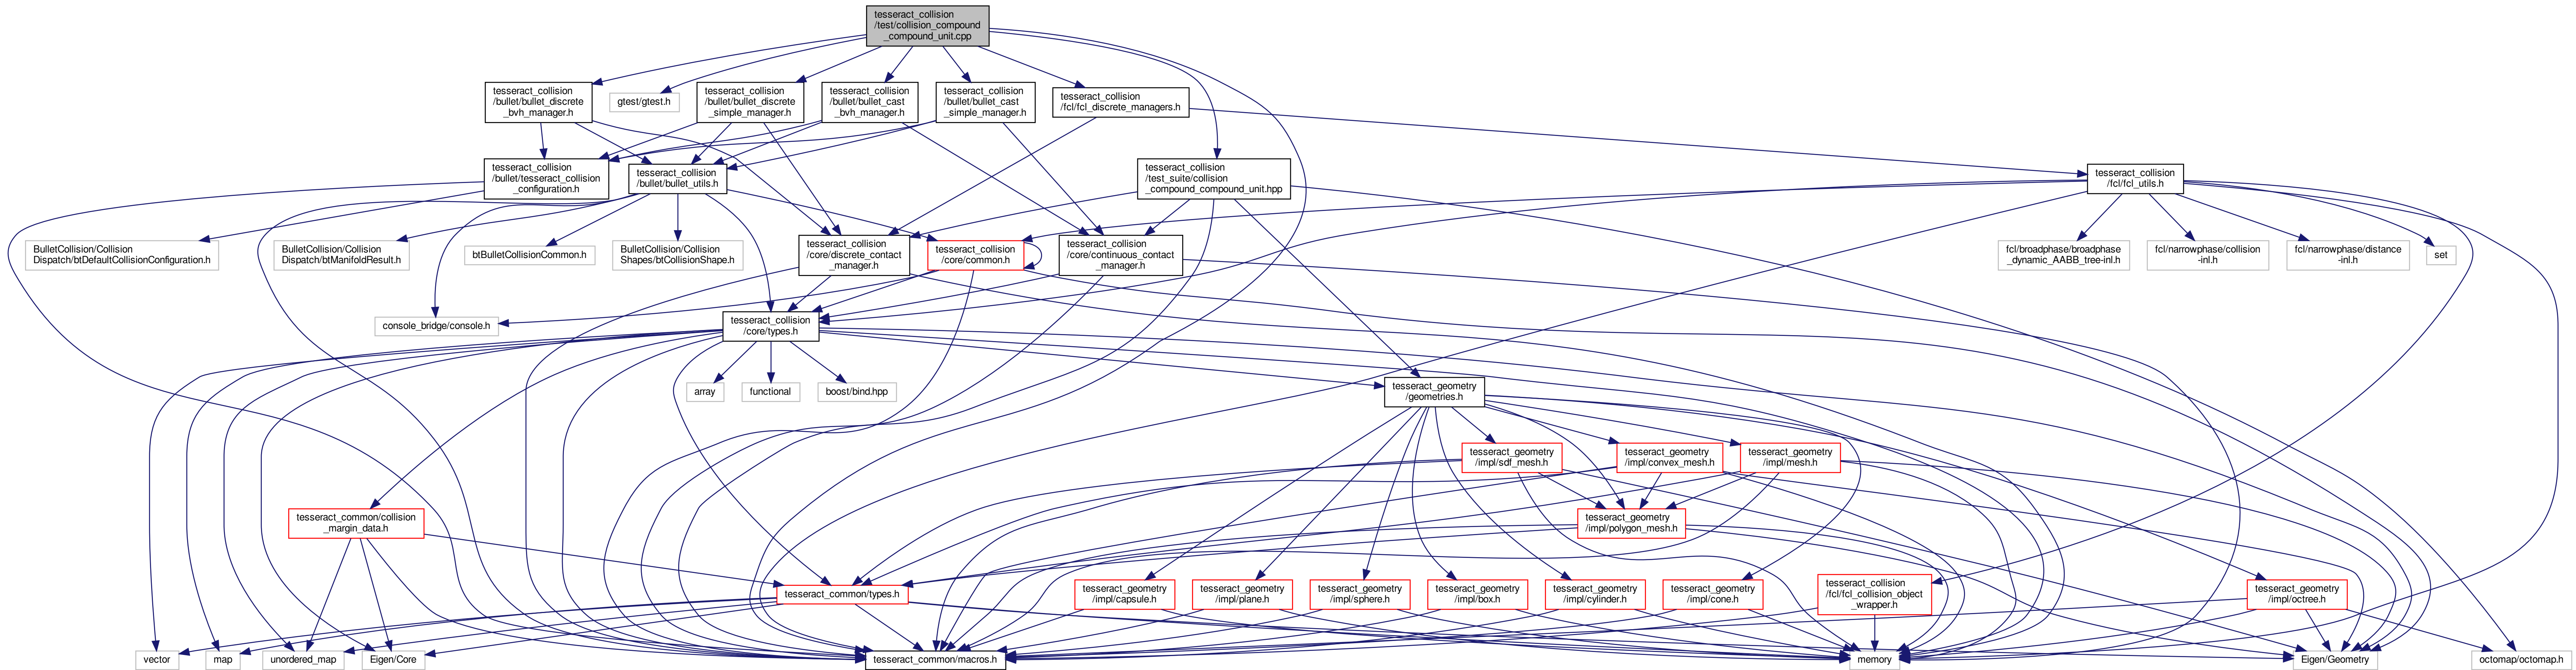 tesseract_collision
/test/collision_compound
_compound_unit.cpp
tesseract_collision
/bullet/bullet_discrete
_bvh_manager.h
gtest/gtest.h
tesseract_collision
/bullet/bullet_discrete
_simple_manager.h
tesseract_collision
/bullet/bullet_cast
_bvh_manager.h
tesseract_collision
/bullet/bullet_cast
_simple_manager.h
tesseract_collision
/fcl/fcl_discrete_managers.h
tesseract_collision
/bullet/tesseract_collision
_configuration.h
tesseract_collision
/bullet/bullet_utils.h
tesseract_collision
/test_suite/collision
_compound_compound_unit.hpp
tesseract_collision
/fcl/fcl_utils.h
BulletCollision/Collision
Dispatch/btDefaultCollisionConfiguration.h
BulletCollision/Collision
Dispatch/btManifoldResult.h
btBulletCollisionCommon.h
BulletCollision/Collision
Shapes/btCollisionShape.h
tesseract_collision
/core/discrete_contact
_manager.h
tesseract_collision
/core/common.h
tesseract_collision
/core/continuous_contact
_manager.h
fcl/broadphase/broadphase
_dynamic_AABB_tree-inl.h
fcl/narrowphase/collision
-inl.h
fcl/narrowphase/distance
-inl.h
set
console_bridge/console.h
tesseract_collision
/core/types.h
array
functional
boost/bind.hpp
tesseract_geometry
/geometries.h
tesseract_geometry
/impl/sdf_mesh.h
tesseract_geometry
/impl/convex_mesh.h
tesseract_geometry
/impl/mesh.h
tesseract_common/collision
_margin_data.h
tesseract_geometry
/impl/polygon_mesh.h
tesseract_common/types.h
tesseract_geometry
/impl/capsule.h
tesseract_geometry
/impl/plane.h
tesseract_geometry
/impl/sphere.h
tesseract_geometry
/impl/box.h
tesseract_geometry
/impl/cylinder.h
tesseract_geometry
/impl/cone.h
tesseract_collision
/fcl/fcl_collision_object
_wrapper.h
tesseract_geometry
/impl/octree.h
vector
map
unordered_map
Eigen/Core
tesseract_common/macros.h
memory
Eigen/Geometry
octomap/octomap.h